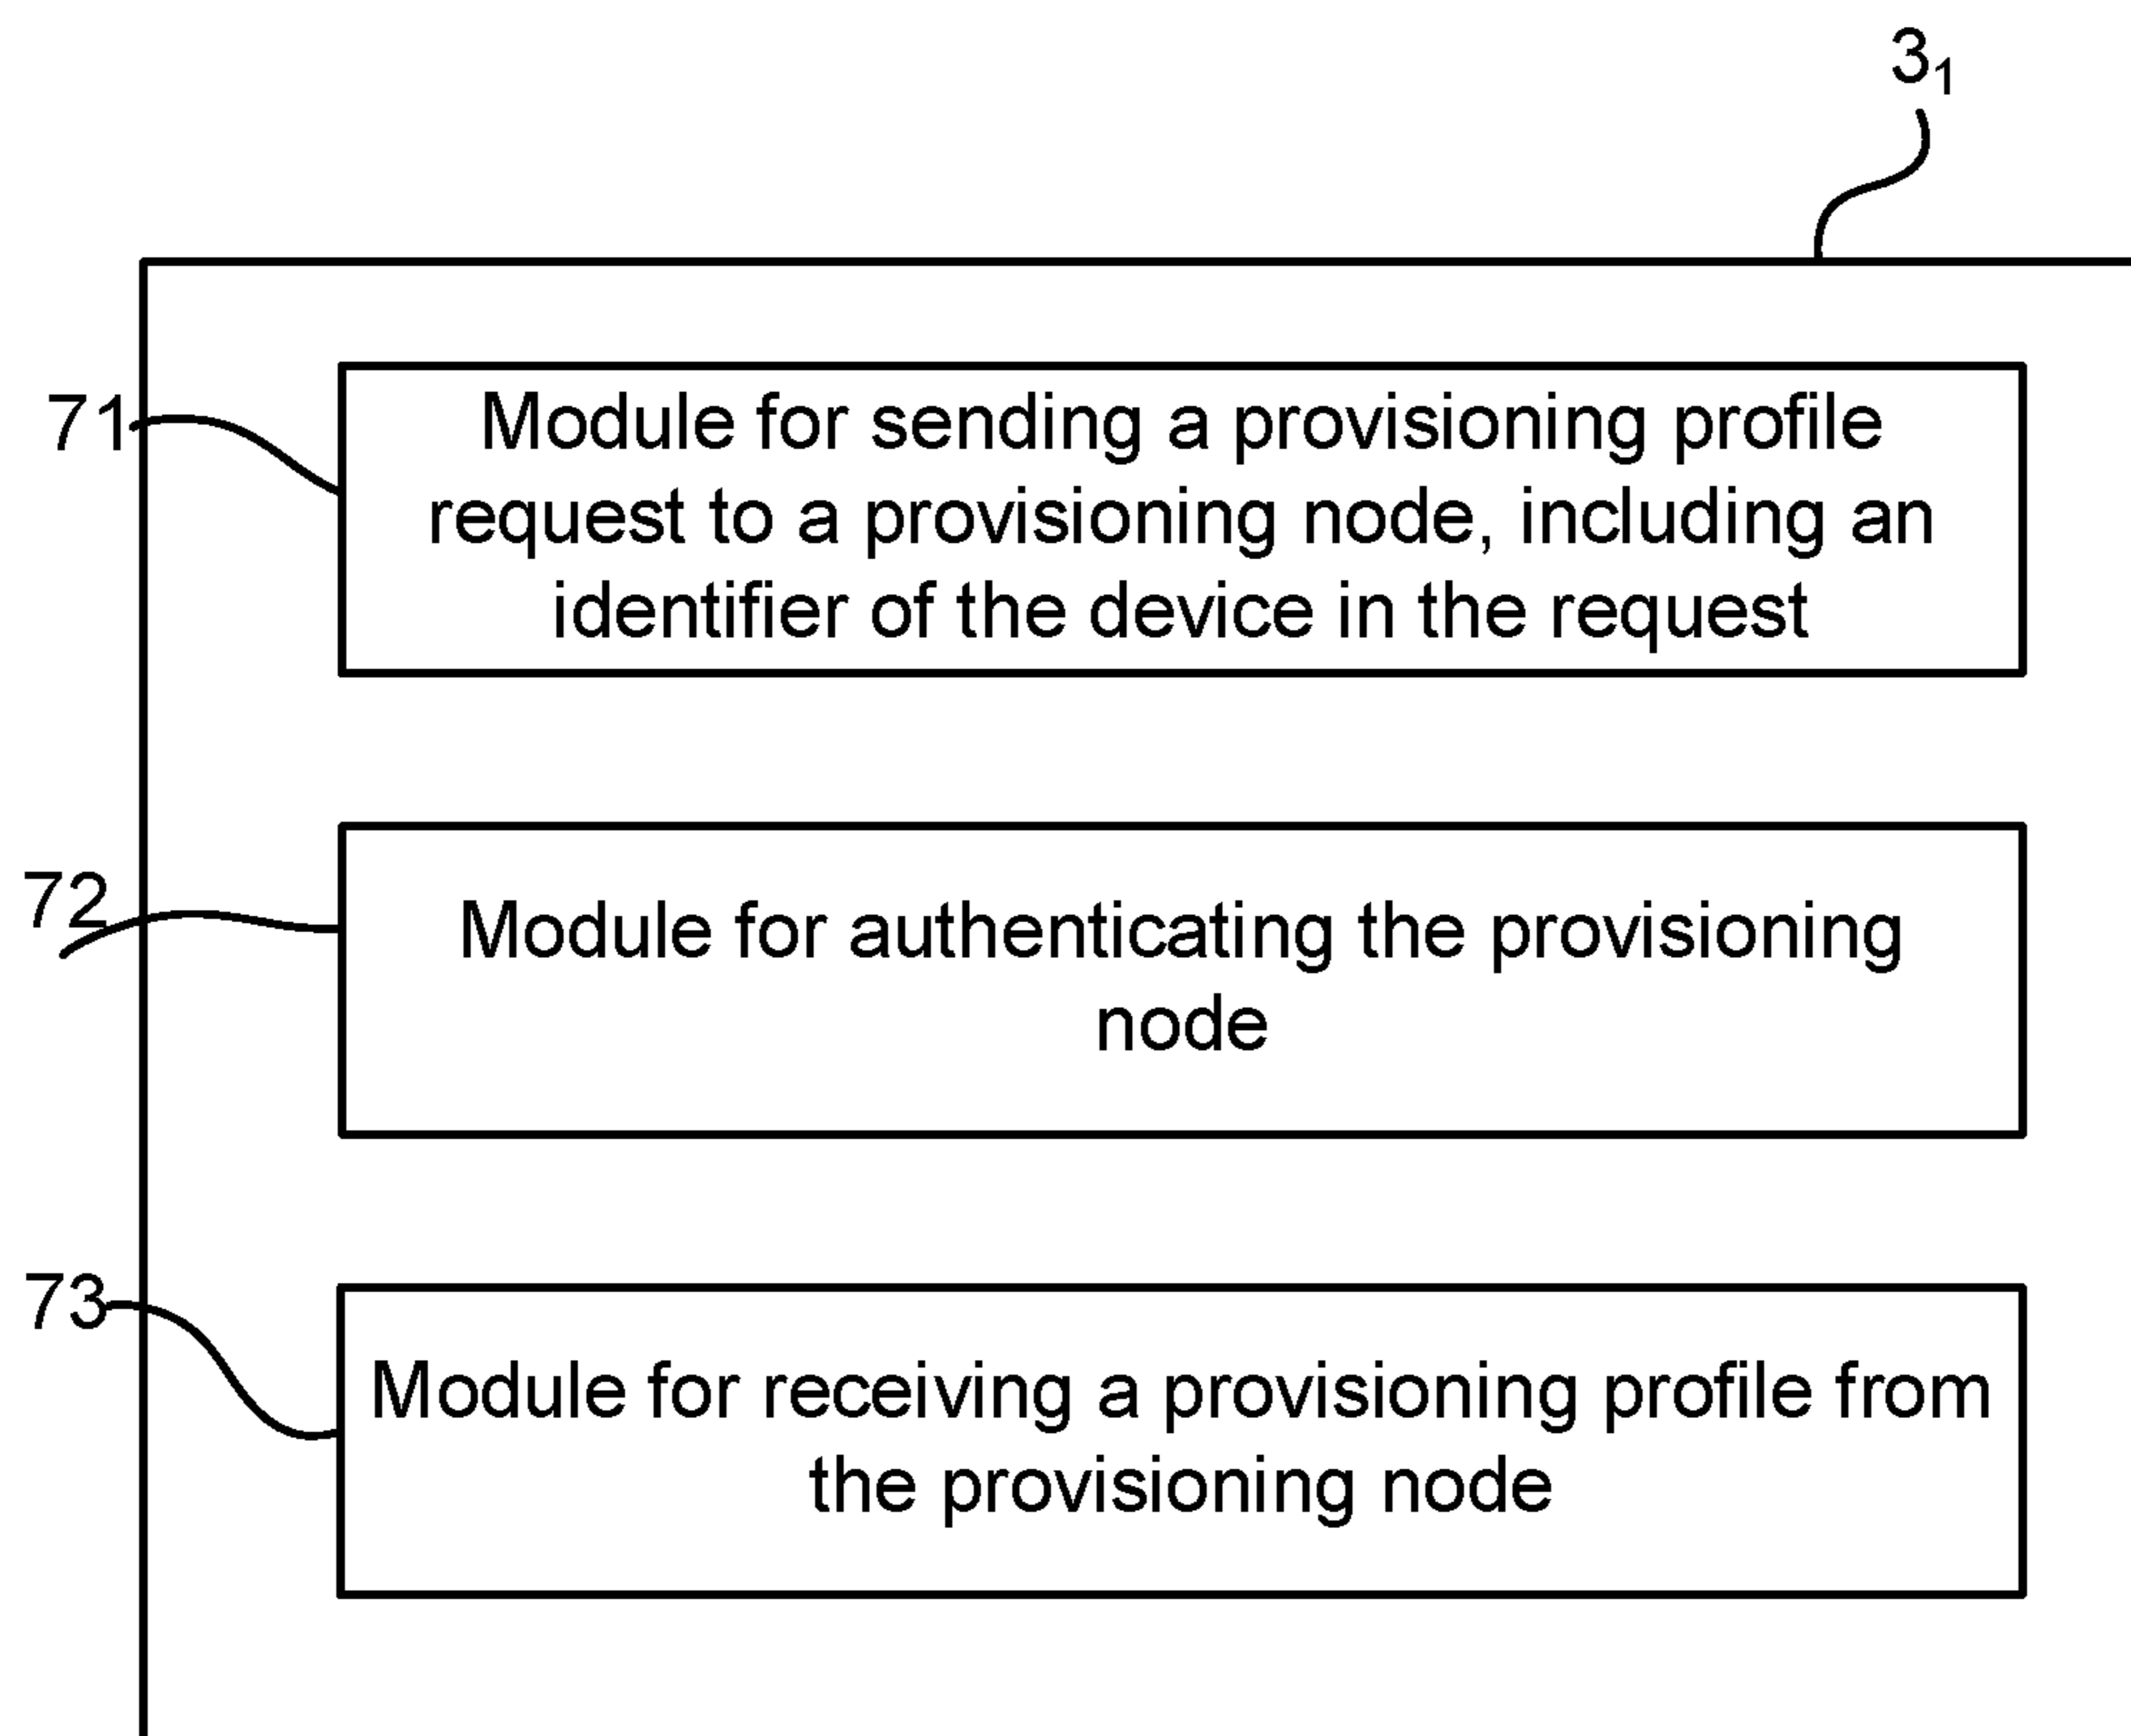 3₁
71
Module for sending a provisioning profile
request to a provisioning node, including an
identifier of the device in the request
72
Module for authenticating the provisioning
node
73
Module for receiving a provisioning profile from
the provisioning node